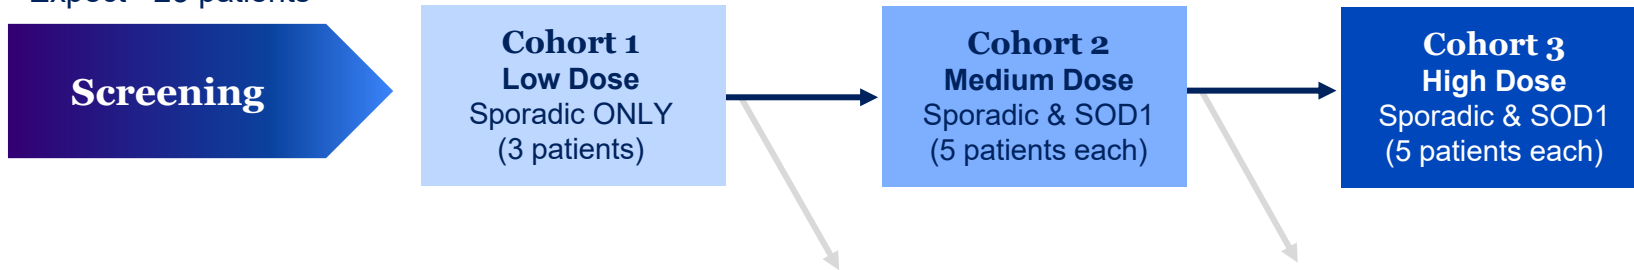 Screening
Cohort 1
Low Dose
Sporadic ONLY
(3 patients)
Cohort 2
Medium Dose
Sporadic & SOD1
(5 patients each)
Cohort 3
High Dose
Sporadic & SOD1
(5 patients each)